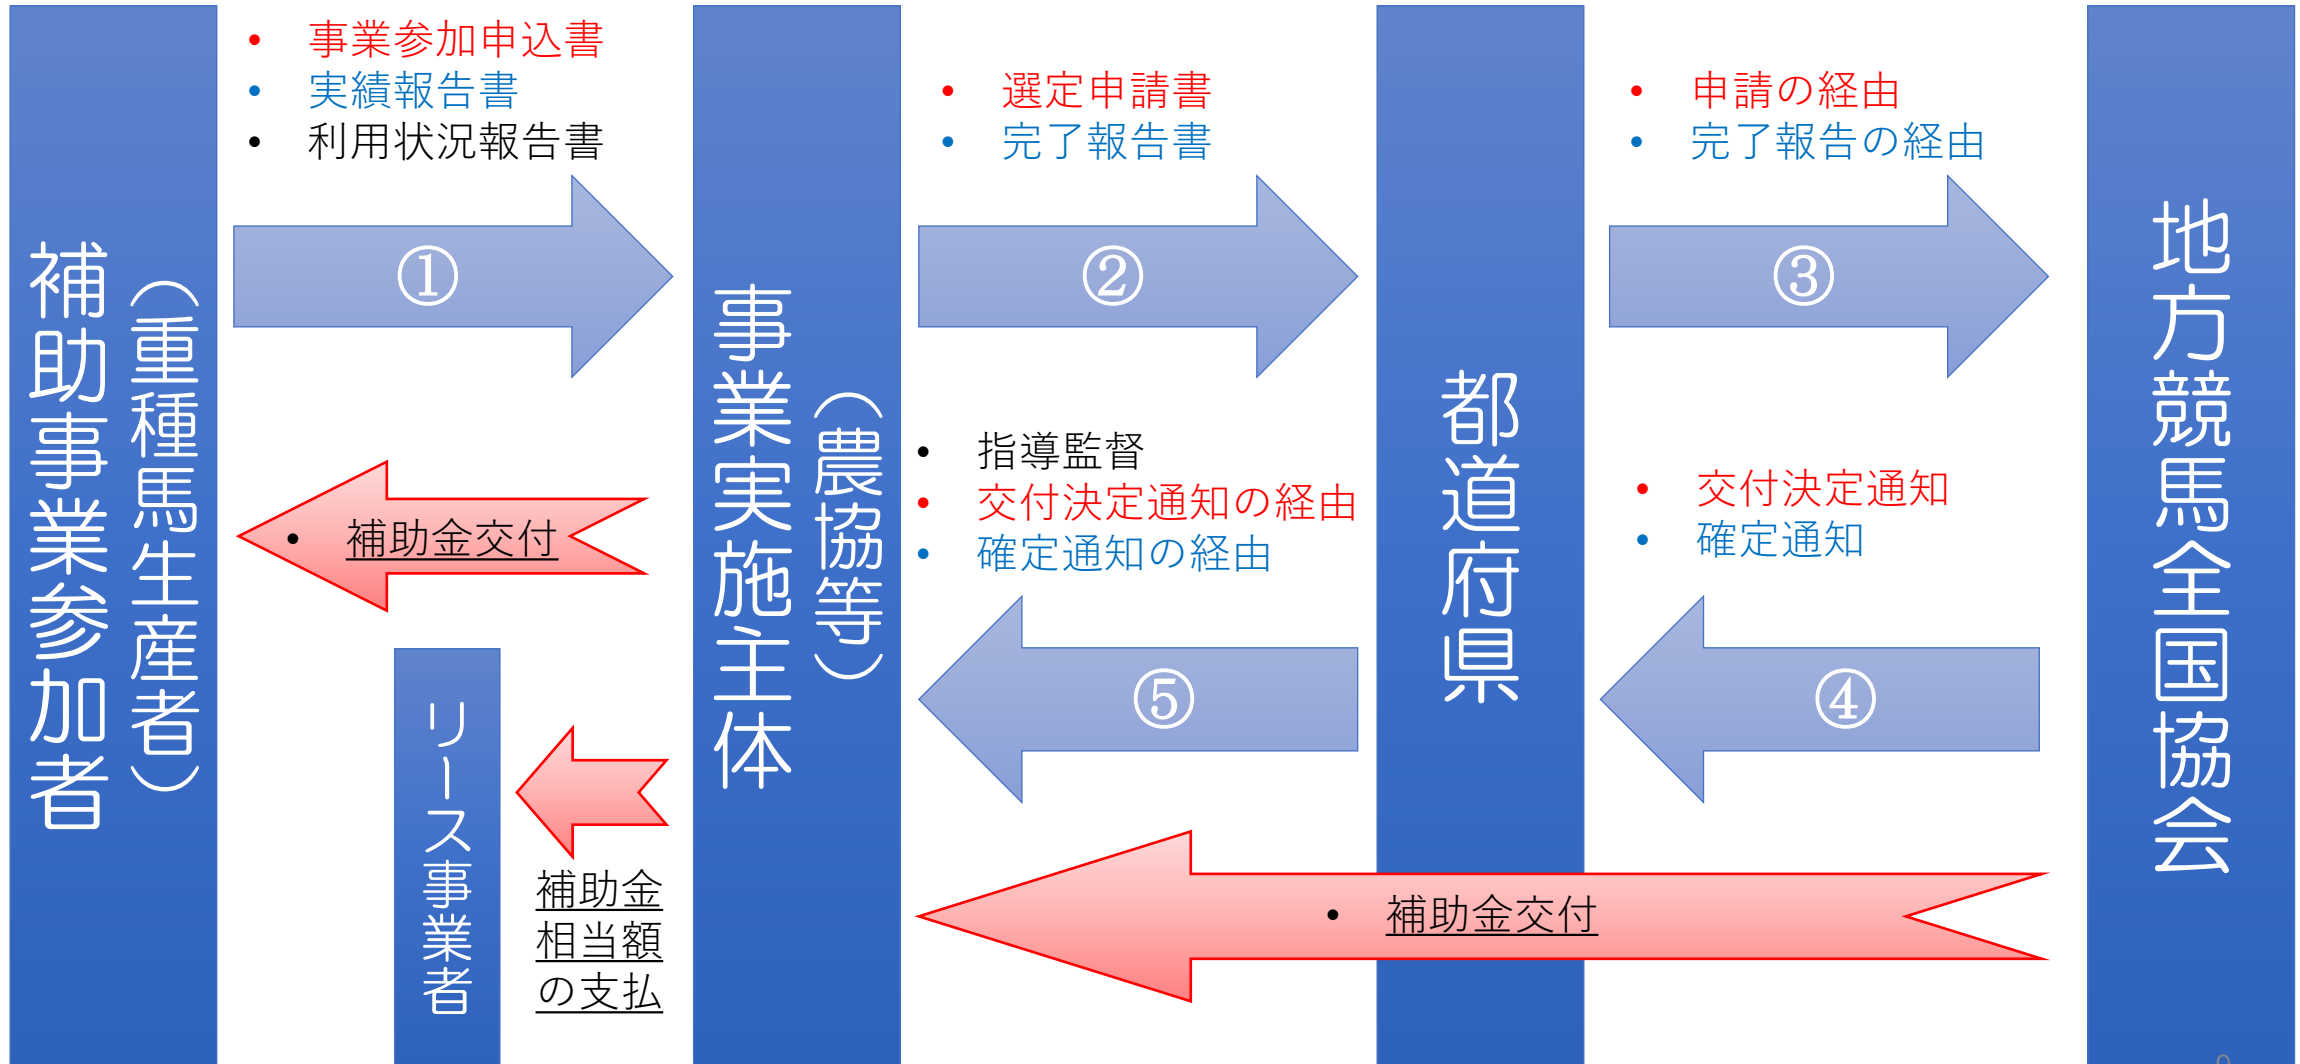 補助事業参加者
（重種馬生産者）
• 事業参加申込書
• 実績報告書
• 利用状況報告書
①
• 補助金交付
リース事業者
補助金
相当額
の支払
事業実施主体
（農協等）
• 選定申請書
• 完了報告書
②
• 指導監督
• 交付決定通知の経由
• 確定通知の経由
⑤
都道府県
• 申請の経由
• 完了報告の経由
③
• 交付決定通知
• 確定通知
④
• 補助金交付
地方競馬全国協会